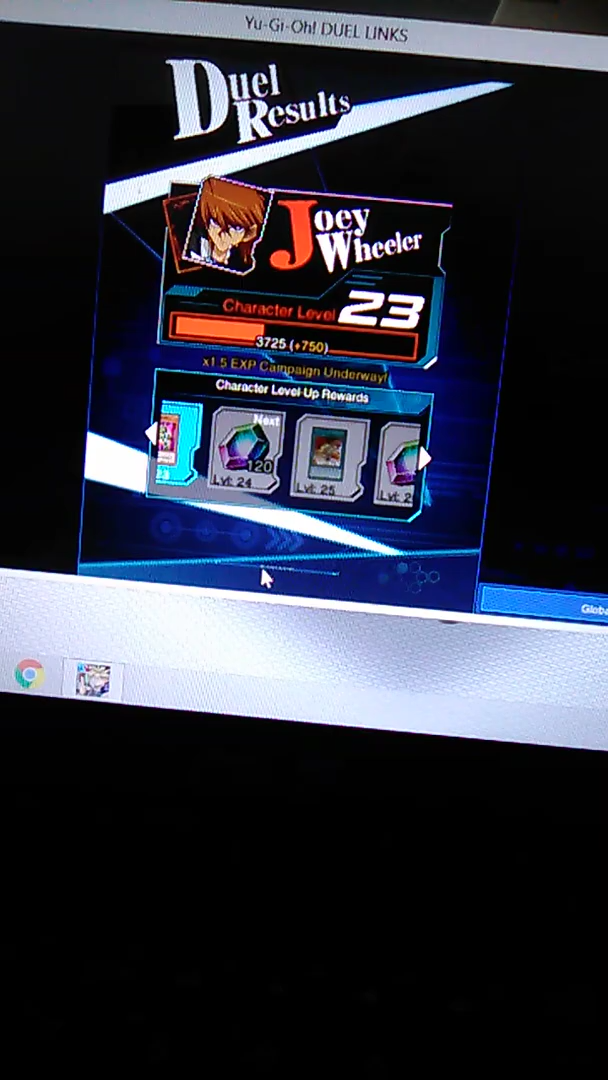 Yu-Gi-Oh! DUEL LINKS
Duel
Results
Joey
Wheeler
Character Level 23
3725 (+750)
x1.5 EXP Campaign Underway!
Character Level-Up Rewards
23
Next
120
Lvl: 24
Lvl: 25